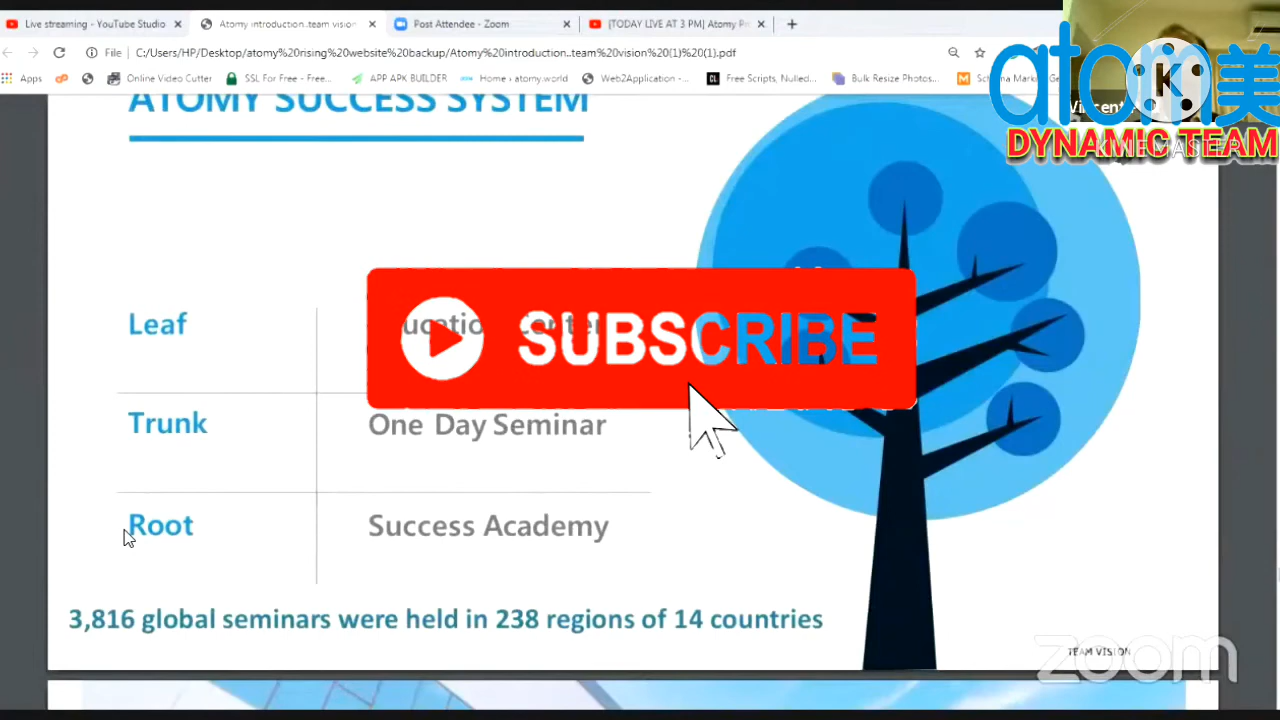 Live streaming - YouTube Studio
Atomy introduction..team vision
Post Attendee - Zoom
[TODAY LIVE AT 3 PM] Atomy Pr
File
C:/Users/HP/Desktop/atomy%20rising%20website%20backup/Atomy%20introduction..team%20vision%20(1)%20(1).pdf
Apps
Online Video Cutter
SSL For Free - Free...
APP APK BUILDER
Home › atomy.world
Web2Application -...
Free Scripts, Nulled...
Bulk Resize Photos...
atom美
K
DYNAMIC TEAM
ATOMY SUCCESS SYSTEM
Leaf
SUBSCRIBE
Trunk
One Day Seminar
Root
Success Academy
3,816 global seminars were held in 238 regions of 14 countries
TEAM VISION
zoom